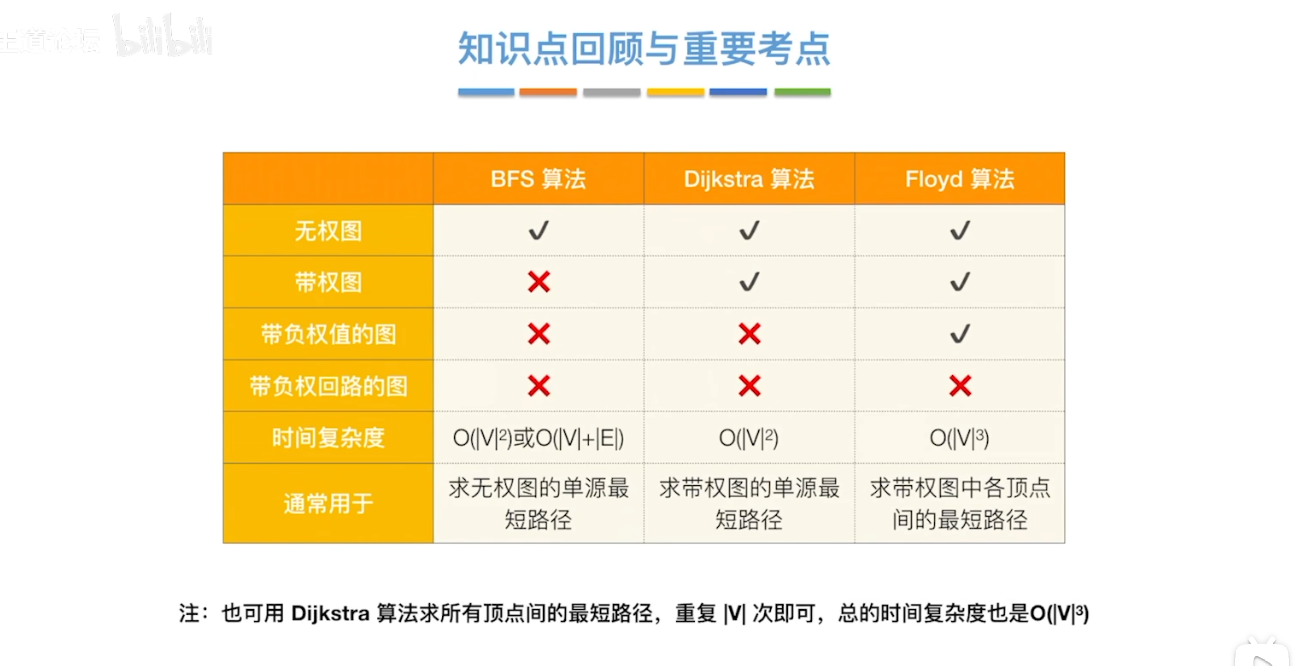 bilibili
知识点回顾与重要考点
BFS 算法 Dijkstra 算法 Floyd 算法
无权图 ✓ ✓ ✓
带权图 ✕ ✓ ✓
带负权值的图 ✕ ✕ ✓
带负权回路的图 ✕ ✕ ✕
时间复杂度 O(|V|²)或O(|V|+|E|) O(|V|²) O(|V|³)
通常用于
求无权图的单源最
短路径
求带权图的单源最
短路径
求带权图中各顶点
间的最短路径
注：也可用 Dijkstra 算法求所有顶点间的最短路径，重复 |V| 次即可，总的时间复杂度也是O(|V|³)